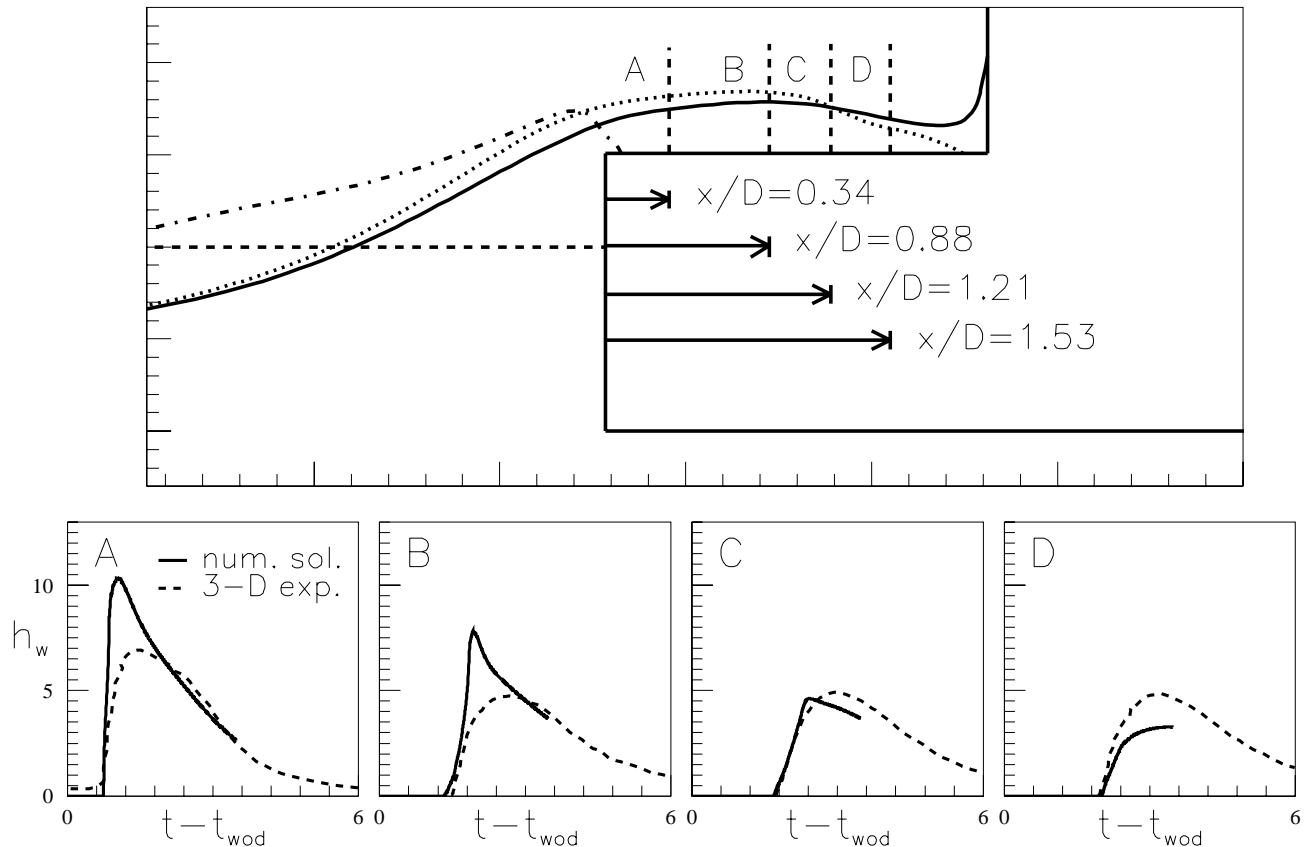 A B C D
x/D=0.34
x/D=0.88
x/D=1.21
x/D=1.53
A
num. sol.
3-D exp.
B
C
D
10
5
0
h_w
0 t-t_wod 6
0 t-t_wod 6
0 t-t_wod 6
0 t-t_wod 6